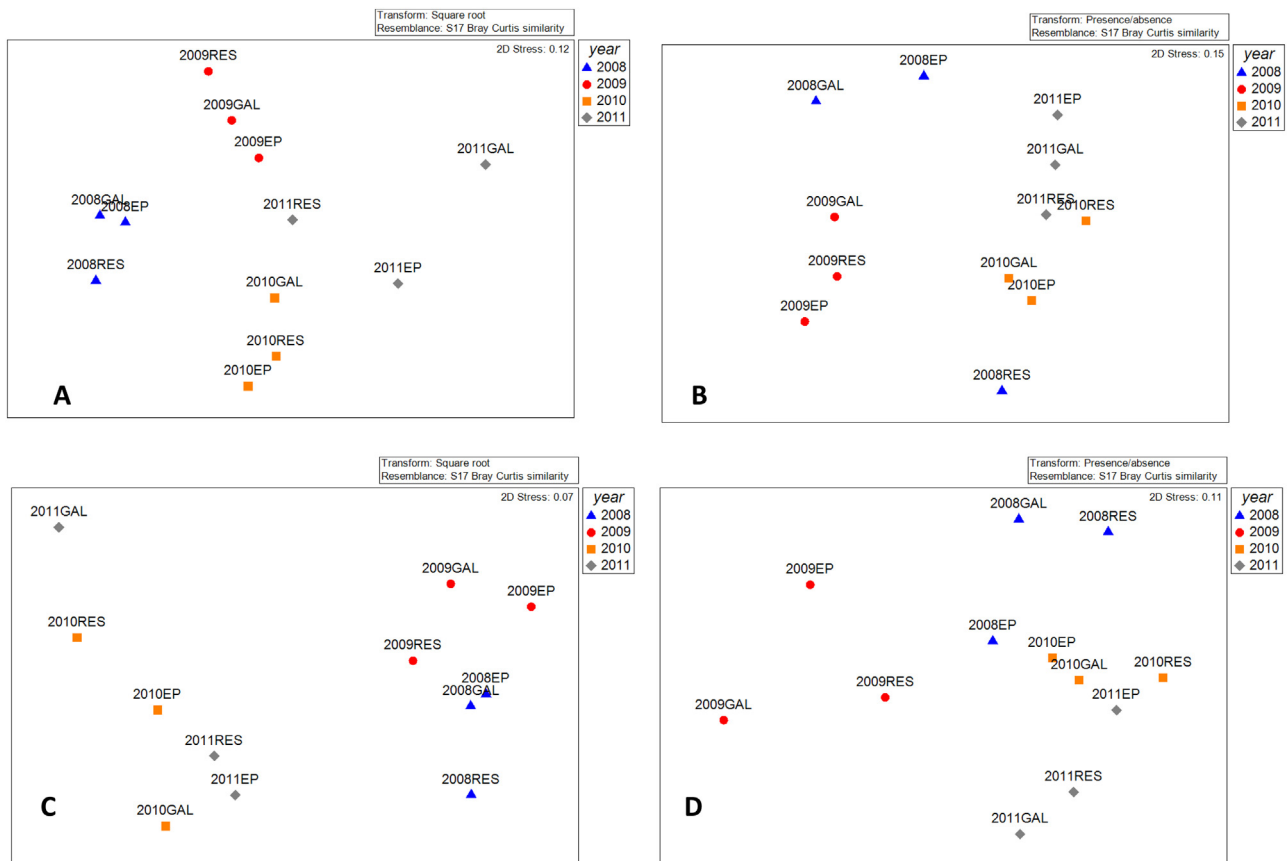 Transform: Square root
Resemblance: S17 Bray Curtis similarity
2D Stress: 0.12
year
2008
2009
2010
2011
2009RES
2009GAL
2009EP
2011GAL
2008GAL
2008EP
2011RES
2008RES
2010GAL
2011EP
2010RES
2010EP
A
Transform: Presence/absence
Resemblance: S17 Bray Curtis similarity
2D Stress: 0.15
year
2008
2009
2010
2011
2008EP
2008GAL
2011EP
2011GAL
2009GAL
2011RES
2010RES
2009RES
2010GAL
2010EP
2009EP
2008RES
B
Transform: Square root
Resemblance: S17 Bray Curtis similarity
2D Stress: 0.07
year
2008
2009
2010
2011
2011GAL
2009GAL
2009EP
2010RES
2009RES
2008EP
2008GAL
2010EP
2011RES
2011EP
2008RES
2010GAL
C
Transform: Presence/absence
Resemblance: S17 Bray Curtis similarity
2D Stress: 0.11
year
2008
2009
2010
2011
2008GAL
2008RES
2009EP
2008EP
2010EP
2010GAL
2010RES
2009RES
2009GAL
2011EP
2011RES
2011GAL
D